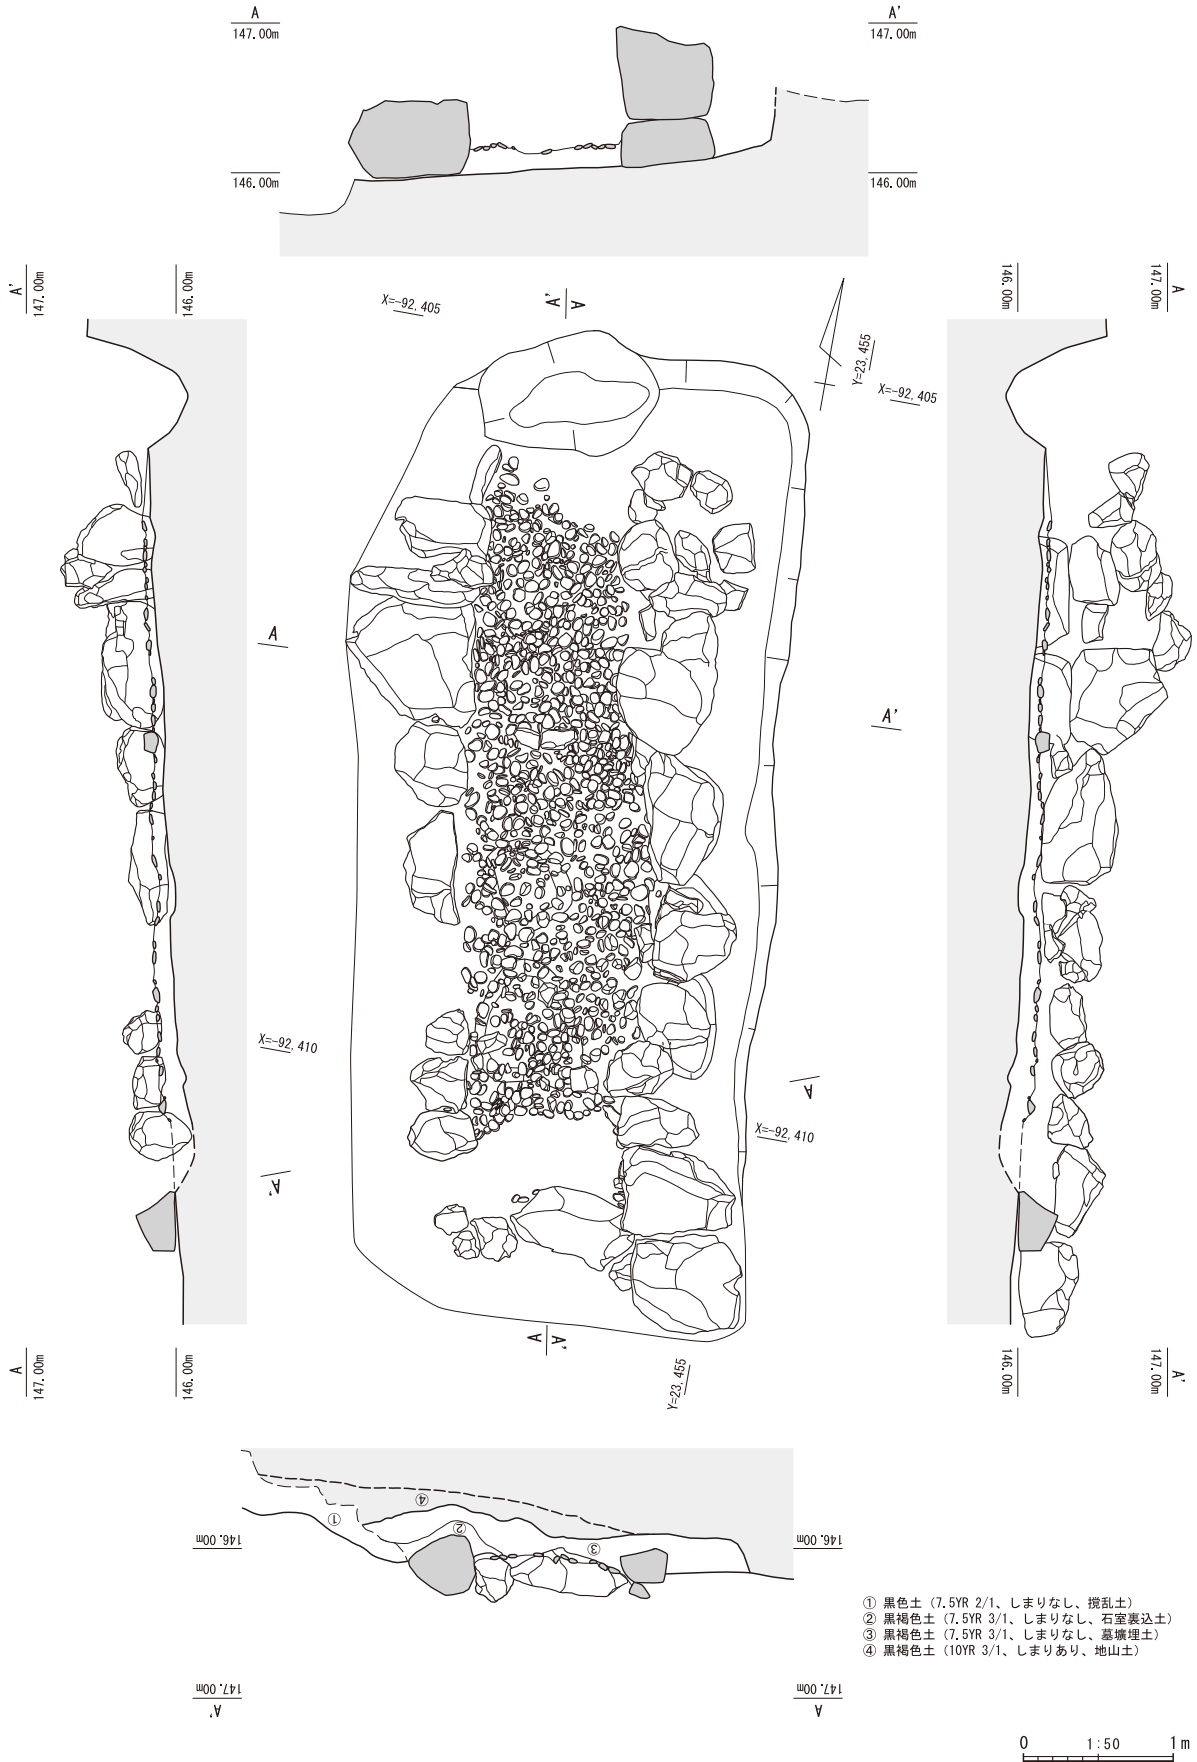 A
147.00m
146.00m
A'
147.00m
146.00m
A'
147.00m
146.00m
146.00m
147.00m
A
X=-92,405
A'
A
Y=23,455
X=-92,405
A
A'
X=-92,410
A
X=-92,410
A'
A
A'
Y=23,455
A
147.00m
146.00m
146.00m
147.00m
A'
①
②
③
④
146.00m
146.00m
147.00m
A'
147.00m
A
① 黒色土（7.5YR 2/1、しまりなし、撹乱土）
② 黒褐色土（7.5YR 3/1、しまりなし、石室裏込土）
③ 黒褐色土（7.5YR 3/1、しまりなし、墓壙埋土）
④ 黒褐色土（10YR 3/1、しまりあり、地山土）
0 1:50 1m